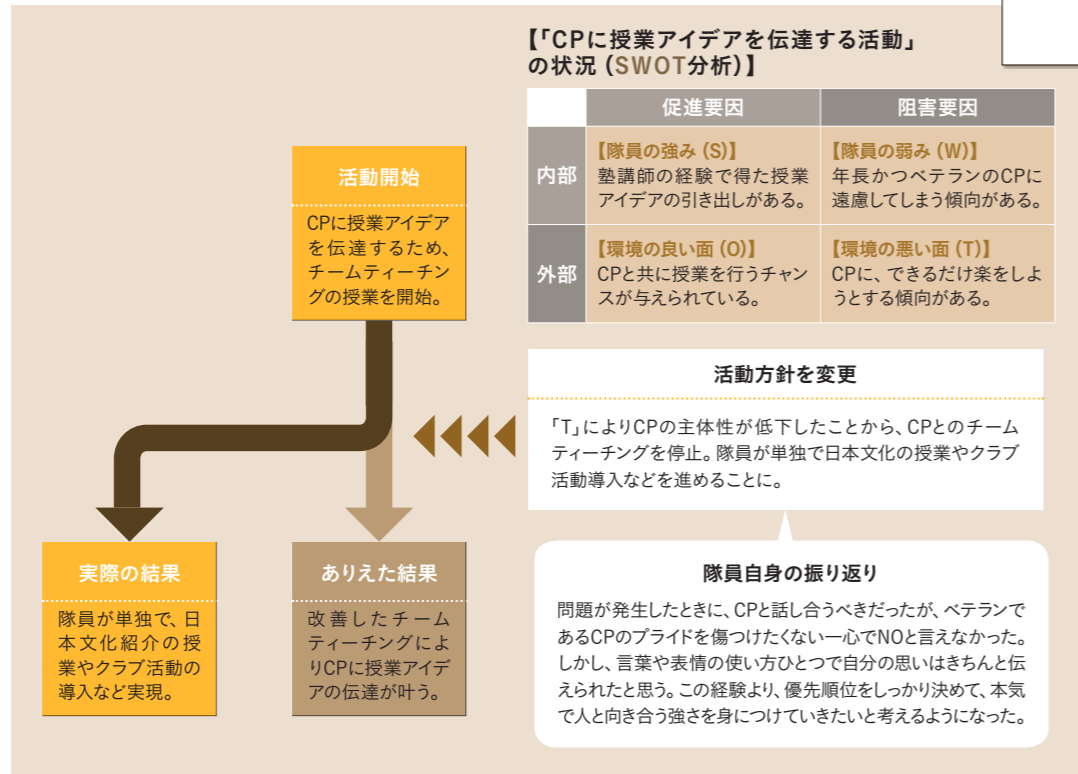 【「CPに授業アイデアを伝達する活動」
の状況（SWOT分析）】
促進要因
阻害要因
内部
【隊員の強み（S）】
塾講師の経験で得た授業
アイデアの引き出しがある。
【隊員の弱み（W）】
年長かつベテランのCPに
遠慮してしまう傾向がある。
外部
【環境の良い面（O）】
CPと共に授業を行うチャン
スが与えられている。
【環境の悪い面（T）】
CPに、できるだけ楽をしよ
うとする傾向がある。
活動開始
CPに授業アイデア
を伝達するため、
チームティーチン
グの授業を開始。
活動方針を変更
「T」によりCPの主体性が低下したことから、CPとのチーム
ティーチングを停止。隊員が単独で日本文化の授業やクラブ
活動導入などを進めることに。
実際の結果
隊員が単独で、日
本文化紹介の授
業やクラブ活動の
導入など実現。
ありえた結果
改善したチーム
ティーチングによ
りCPに授業アイデ
アの伝達が叶う。
隊員自身の振り返り
問題が発生したときに、CPと話し合うべきだったが、ベテランで
あるCPのプライドを傷つけたくない一心でNOと言えなかった。
しかし、言葉や表情の使い方ひとつで自分の思いはきちんと伝
えられたと思う。この経験より、優先順位をしっかり決めて、本気
で人と向き合う強さを身につけていきたいと考えるようになった。